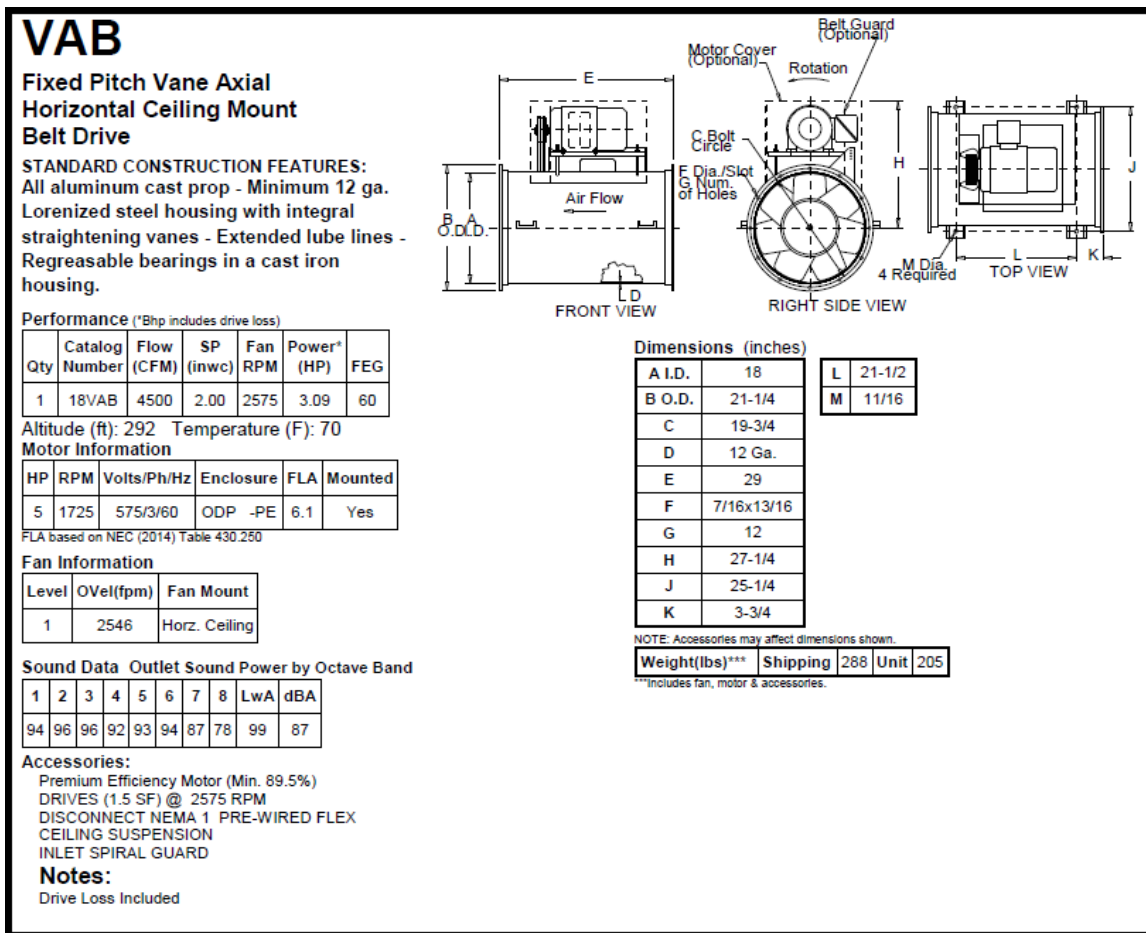 VAB
Fixed Pitch Vane Axial
Horizontal Ceiling Mount
Belt Drive
STANDARD CONSTRUCTION FEATURES:
All aluminum cast prop - Minimum 12 ga.
Lorenized steel housing with integral
straightening vanes - Extended lube lines -
Regreasable bearings in a cast iron
housing.
Belt Guard
(Optional)
Motor Cover
(Optional)
Rotation
E
C.Bolt
Circle
F Dia./Slot
G Num.
of Holes
H
J
Air Flow
B
O.D.
A
I.D.
L D
FRONT VIEW
RIGHT SIDE VIEW
M Dia.
4 Required
L
K
TOP VIEW
Performance (*Bhp includes drive loss)
Qty Catalog Number Flow (CFM) SP (inwc) Fan RPM Power* (HP) FEG
1 18VAB 4500 2.00 2575 3.09 60
Altitude (ft): 292 Temperature (F): 70
Motor Information
HP RPM Volts/Ph/Hz Enclosure FLA Mounted
5 1725 575/3/60 ODP -PE 6.1 Yes
FLA based on NEC (2014) Table 430.250
Fan Information
Level OVel(fpm) Fan Mount
1 2546 Horz. Ceiling
Sound Data Outlet Sound Power by Octave Band
1 2 3 4 5 6 7 8 LwA dBA
94 96 96 92 93 94 87 78 99 87
Accessories:
Premium Efficiency Motor (Min. 89.5%)
DRIVES (1.5 SF) @ 2575 RPM
DISCONNECT NEMA 1 PRE-WIRED FLEX
CEILING SUSPENSION
INLET SPIRAL GUARD
Notes:
Drive Loss Included
Dimensions (inches)
A I.D. 18
B O.D. 21-1/4
C 19-3/4
D 12 Ga.
E 29
F 7/16x13/16
G 12
H 27-1/4
J 25-1/4
K 3-3/4
L 21-1/2
M 11/16
NOTE: Accessories may affect dimensions shown.
Weight(lbs)*** Shipping 288 Unit 205
***Includes fan, motor & accessories.